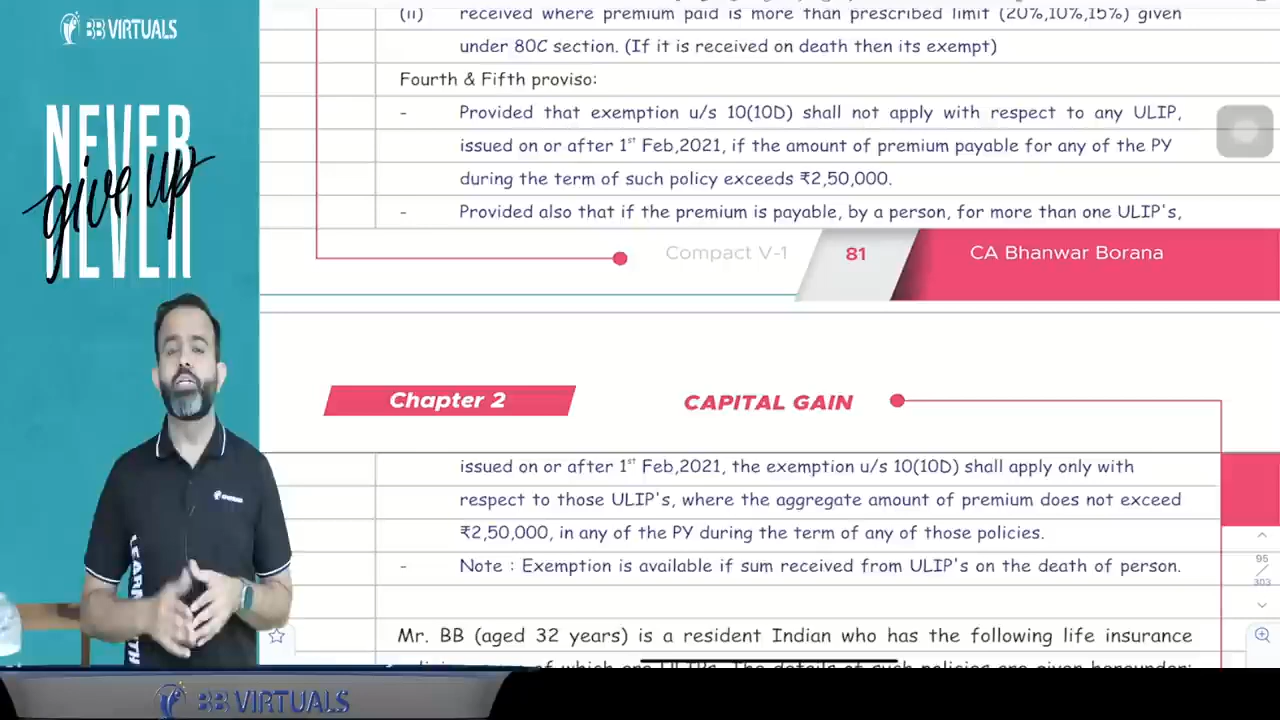 BB VIRTUALS
NEVER
give up
NEVER
(ii) received where premium paid is more than prescribed limit (20%,10%,15%) given
under 80C section. (If it is received on death then its exempt)
Fourth & Fifth proviso:
- Provided that exemption u/s 10(10D) shall not apply with respect to any ULIP,
issued on or after 1st Feb,2021, if the amount of premium payable for any of the PY
during the term of such policy exceeds ₹2,50,000.
- Provided also that if the premium is payable, by a person, for more than one ULIP's,
Compact V-1 81 CA Bhanwar Borana
Chapter 2 CAPITAL GAIN
issued on or after 1st Feb,2021, the exemption u/s 10(10D) shall apply only with
respect to those ULIP's, where the aggregate amount of premium does not exceed
₹2,50,000, in any of the PY during the term of any of those policies.
- Note : Exemption is available if sum received from ULIP's on the death of person.
95
303
Mr. BB (aged 32 years) is a resident Indian who has the following life insurance
BB VIRTUALS